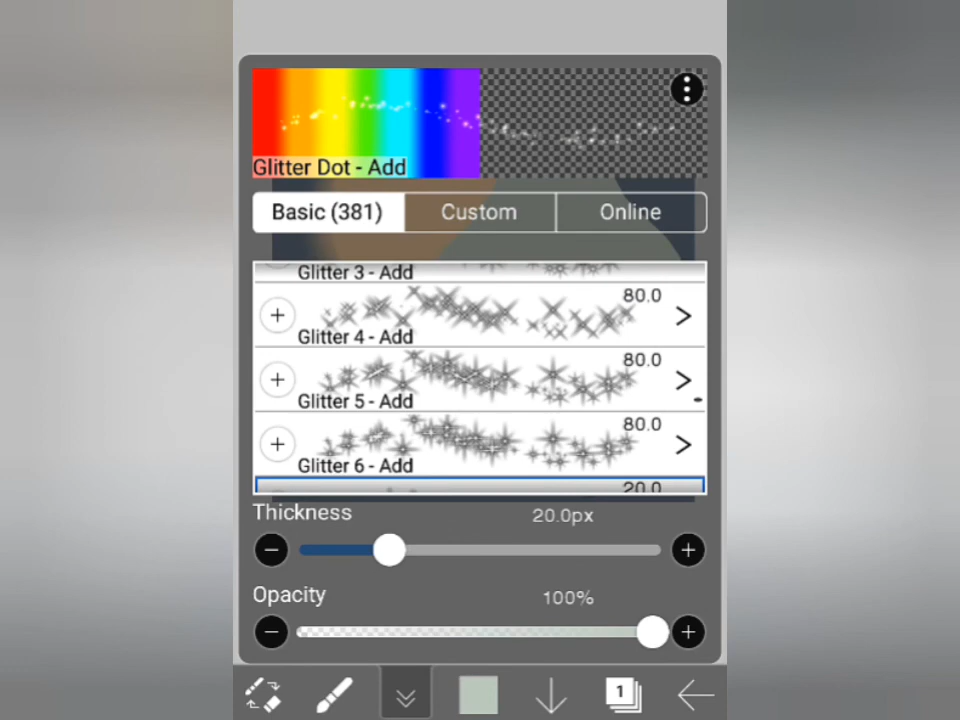 Glitter Dot - Add
Basic (381)
Custom
Online
Glitter 3 - Add
80.0
Glitter 4 - Add
80.0
Glitter 5 - Add
80.0
Glitter 6 - Add
20.0
Thickness
20.0px
Opacity
100%
1